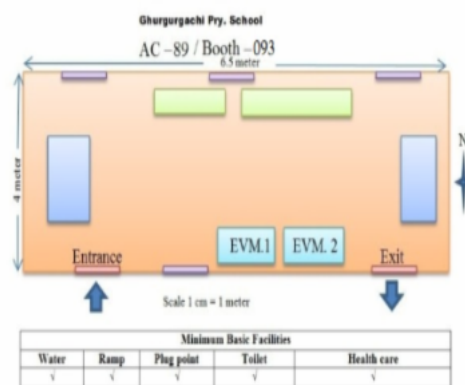 Ghurgurgachi Pry. School
AC –89 / Booth –093
6.5 meter
4 meter
N
EVM.1 EVM. 2
Entrance Exit
Scale 1 cm = 1 meter
Minimum Basic Facilities
Water Ramp Plug point Toilet Health care
√ √ √ √ √